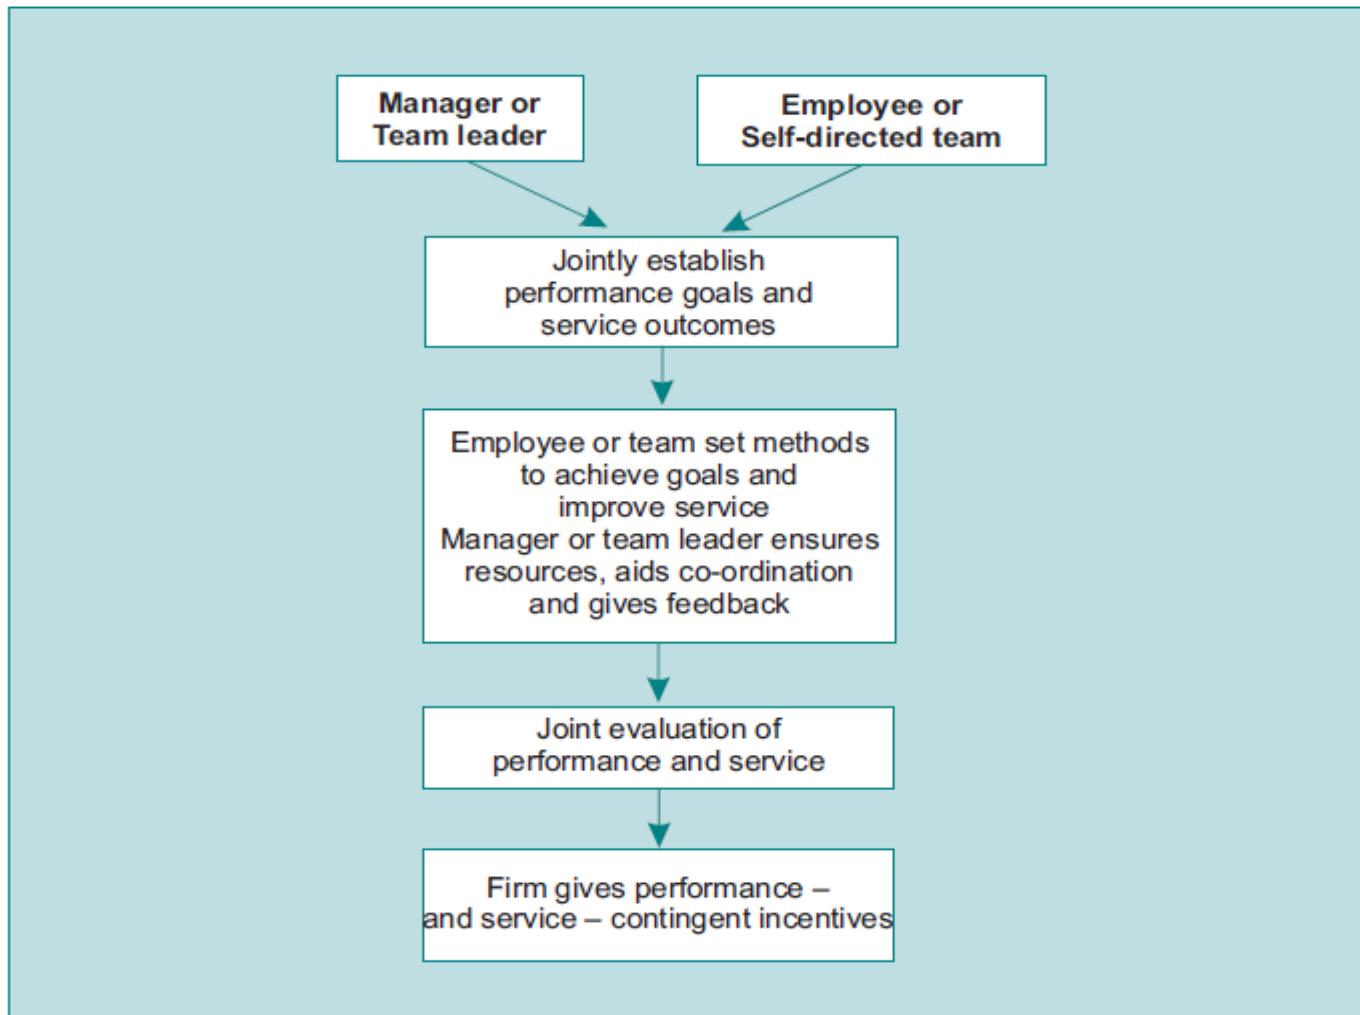 Manager or
Team leader
Employee or
Self-directed team
Jointly establish
performance goals and
service outcomes
Employee or team set methods
to achieve goals and
improve service
Manager or team leader ensures
resources, aids co-ordination
and gives feedback
Joint evaluation of
performance and service
Firm gives performance –
and service – contingent incentives